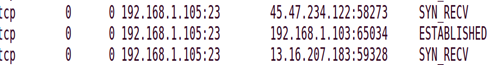 tcp 0 0 192.168.1.105:23 45.47.234.122:58273 SYN_RECV
tcp 0 0 192.168.1.105:23 192.168.1.103:65034 ESTABLISHED
tcp 0 0 192.168.1.105:23 13.16.207.183:59328 SYN_RECV